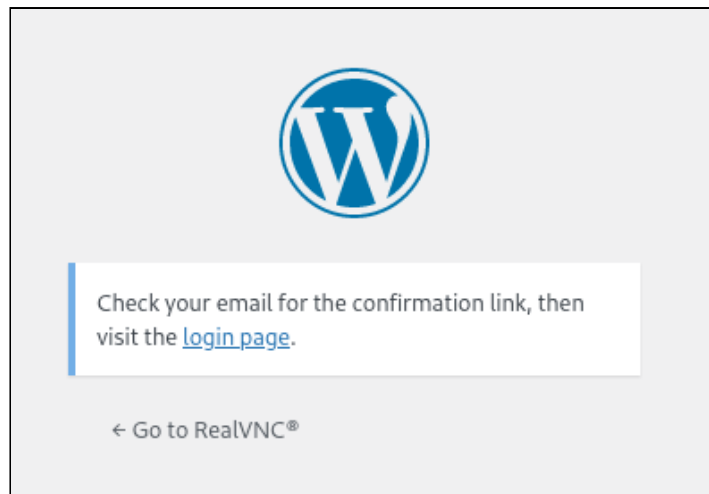 Check your email for the confirmation link, then
visit the login page.
← Go to RealVNC®